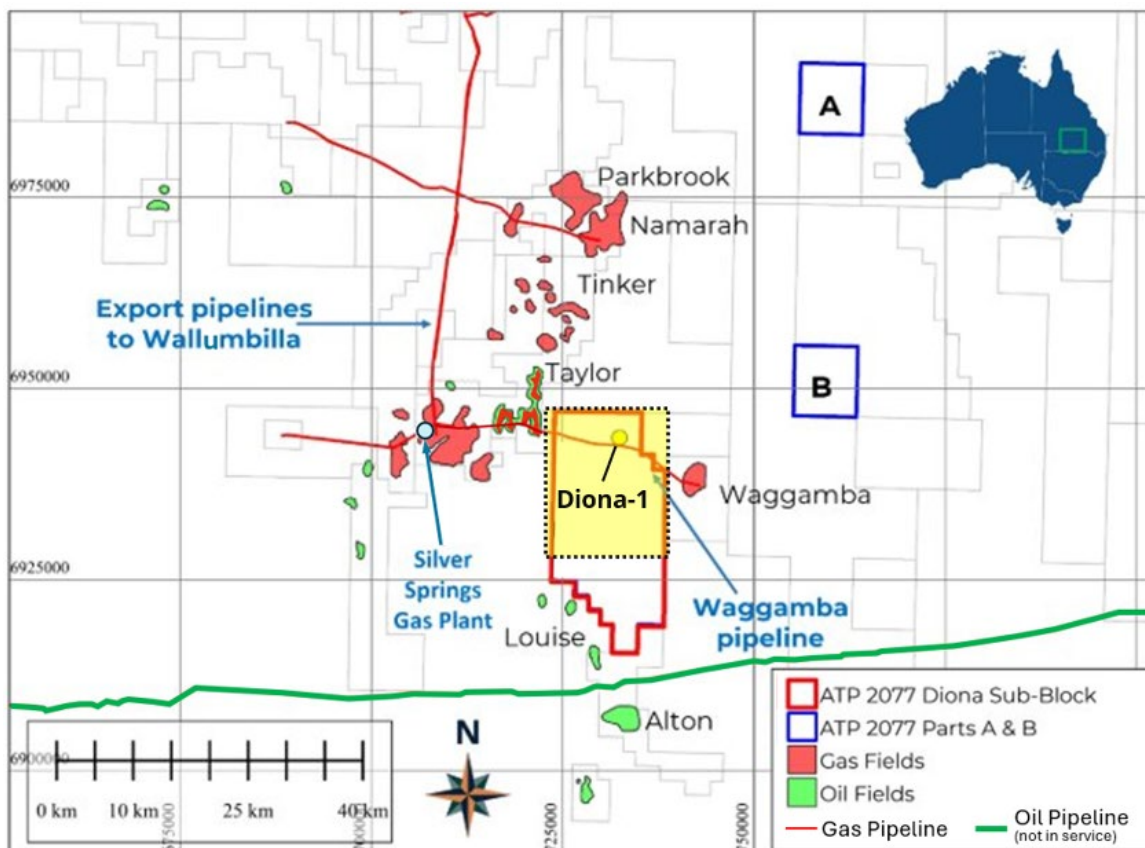 A
Parkbrook
6975000
Namarah
Tinker
Export pipelines
to Wallumbilla
B
Taylor
6950000
Diona-1
Waggamba
Silver
Springs
Gas Plant
6925000
Waggamba
pipeline
Louise
Alton
N
6900000
0 km 10 km 25 km 40 km
ATP 2077 Diona Sub-Block
ATP 2077 Parts A & B
Gas Fields
Oil Fields
Gas Pipeline
Oil Pipeline
(not in service)